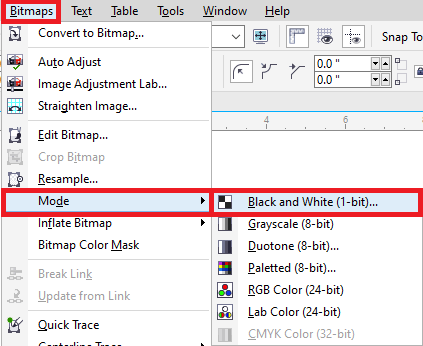 Bitmaps Text Table Tools Window Help
Convert to Bitmap...
Snap To
Auto Adjust
Image Adjustment Lab...
0.0 "
0.0 "
Straighten Image...
3 4 6
Edit Bitmap...
Crop Bitmap
Resample...
Mode
Black and White (1-bit)...
Inflate Bitmap
Grayscale (8-bit)
Bitmap Color Mask
Duotone (8-bit)...
Paletted (8-bit)...
Break Link
RGB Color (24-bit)
Update from Link
Lab Color (24-bit)
Quick Trace
CMYK Color (32-bit)